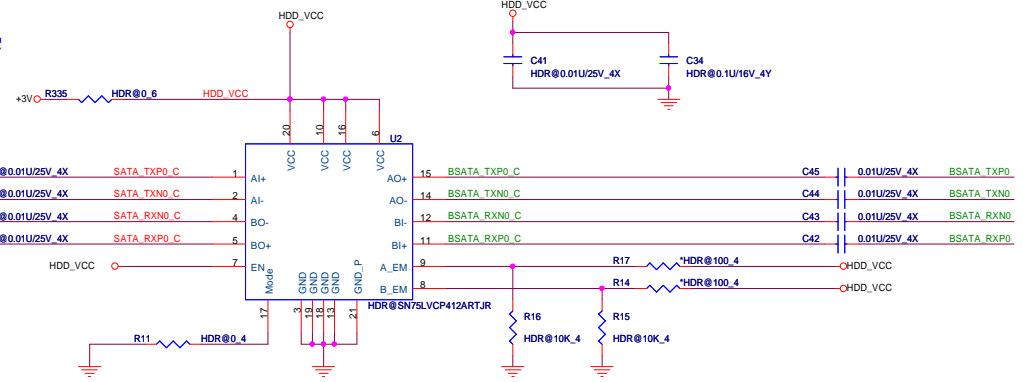 HDD_VCC
HDD_VCC
C41
HDR@0.01U/25V_4X
C34
HDR@0.1U/16V_4Y
+3V
R335
HDR@0_6
HDD_VCC
20
10
16
6
U2
VCC
VCC
VCC
VCC
@0.01U/25V_4X
SATA_TXP0_C
1
AI+
AO+
15
BSATA_TXP0_C
C45
0.01U/25V_4X
BSATA_TXP0
@0.01U/25V_4X
SATA_TXN0_C
2
AI-
AO-
14
BSATA_TXN0_C
C44
0.01U/25V_4X
BSATA_TXN0
@0.01U/25V_4X
SATA_RXN0_C
4
BO-
BI-
12
BSATA_RXN0_C
C43
0.01U/25V_4X
BSATA_RXN0
@0.01U/25V_4X
SATA_RXP0_C
5
BO+
BI+
11
BSATA_RXP0_C
C42
0.01U/25V_4X
BSATA_RXP0
HDD_VCC
7
EN
A_EM
9
R17
*HDR@100_4
HDD_VCC
B_EM
8
R14
*HDR@100_4
HDD_VCC
Mode
GND
GND
GND
GND
GND_P
HDR@SN75LVCP412ARTJR
17
3
19
18
13
21
R16
HDR@10K_4
R15
HDR@10K_4
R11
HDR@0_4